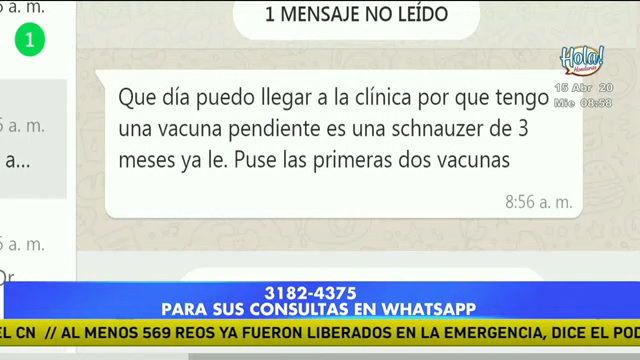 a. m.
1 MENSAJE NO LEÍDO
1
Hola!
Honduras
15 Abr 20
Mie 08:58
Que día puedo llegar a la clínica por que tengo
una vacuna pendiente es una schnauzer de 3
meses ya le. Puse las primeras dos vacunas
8:56 a. m.
a. m.
a...
a. m.
Or
3182-4375
PARA SUS CONSULTAS EN WHATSAPP
EL CN // AL MENOS 569 REOS YA FUERON LIBERADOS EN LA EMERGENCIA, DICE EL POD